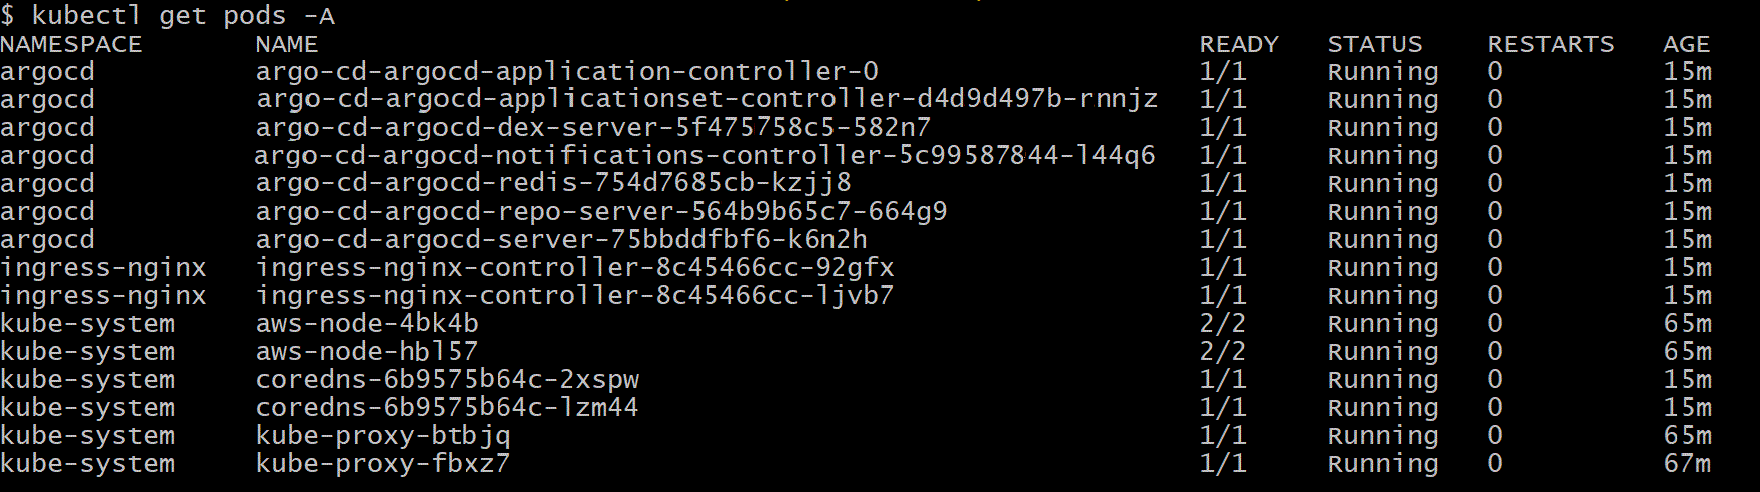 $ kubectl get pods -A
NAMESPACE NAME READY STATUS RESTARTS AGE
argocd argo-cd-argocd-application-controller-0 1/1 Running 0 15m
argocd argo-cd-argocd-applicationset-controller-d4d9d497b-rnnjz 1/1 Running 0 15m
argocd argo-cd-argocd-dex-server-5f475758c5-582n7 1/1 Running 0 15m
argocd argo-cd-argocd-notifications-controller-5c99587844-l44q6 1/1 Running 0 15m
argocd argo-cd-argocd-redis-754d7685cb-kzjj8 1/1 Running 0 15m
argocd argo-cd-argocd-repo-server-564b9b65c7-664g9 1/1 Running 0 15m
argocd argo-cd-argocd-server-75bbddfbf6-k6n2h 1/1 Running 0 15m
ingress-nginx ingress-nginx-controller-8c45466cc-92gfx 1/1 Running 0 15m
ingress-nginx ingress-nginx-controller-8c45466cc-ljvb7 1/1 Running 0 15m
kube-system aws-node-4bk4b 2/2 Running 0 65m
kube-system aws-node-hbl57 2/2 Running 0 65m
kube-system coredns-6b9575b64c-2xspw 1/1 Running 0 15m
kube-system coredns-6b9575b64c-lzm44 1/1 Running 0 15m
kube-system kube-proxy-btbjq 1/1 Running 0 65m
kube-system kube-proxy-fbxz7 1/1 Running 0 67m